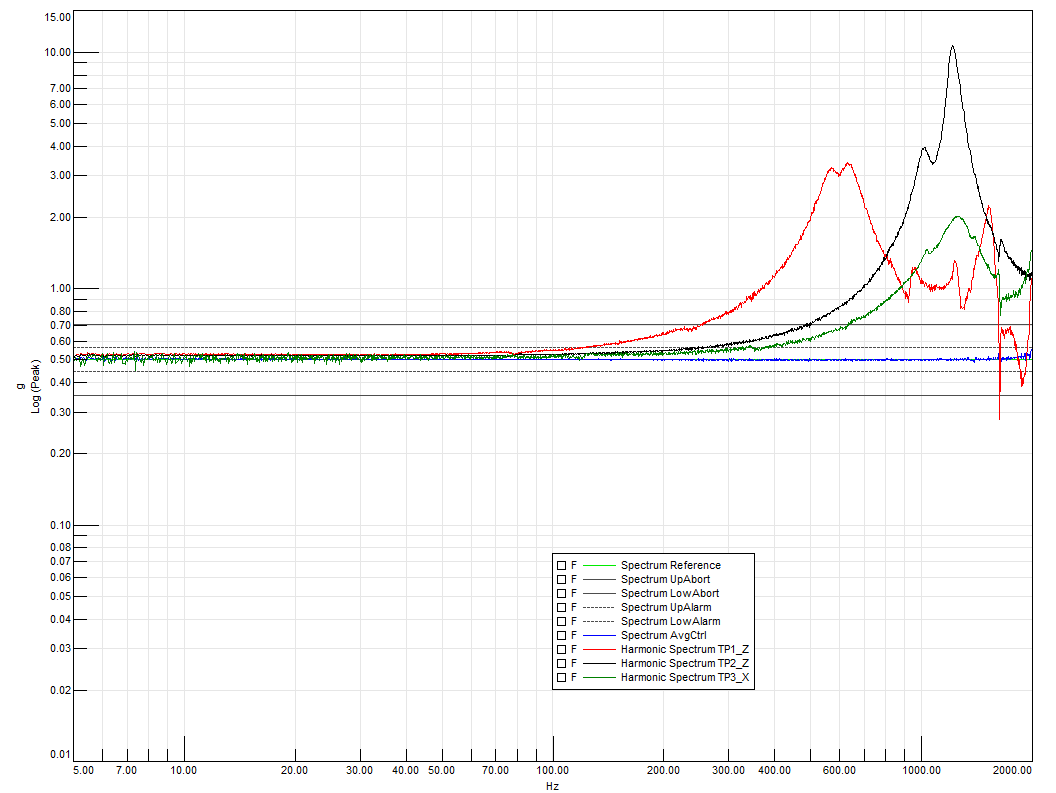 15.00
10.00
7.00
6.00
5.00
4.00
3.00
2.00
1.00
0.80
0.70
0.60
0.50
g
Log (Peak)
0.40
0.30
0.20
0.10
0.08
0.07
0.06
0.05
0.04
0.03
0.02
0.01
F Spectrum Reference
F Spectrum UpAbort
F Spectrum LowAbort
F Spectrum UpAlarm
F Spectrum LowAlarm
F Spectrum AvgCtrl
F Harmonic Spectrum TP1_Z
F Harmonic Spectrum TP2_Z
F Harmonic Spectrum TP3_X
5.00 7.00 10.00 20.00 30.00 40.00 50.00 70.00 100.00 200.00 300.00 400.00 600.00 1000.00 2000.00
Hz